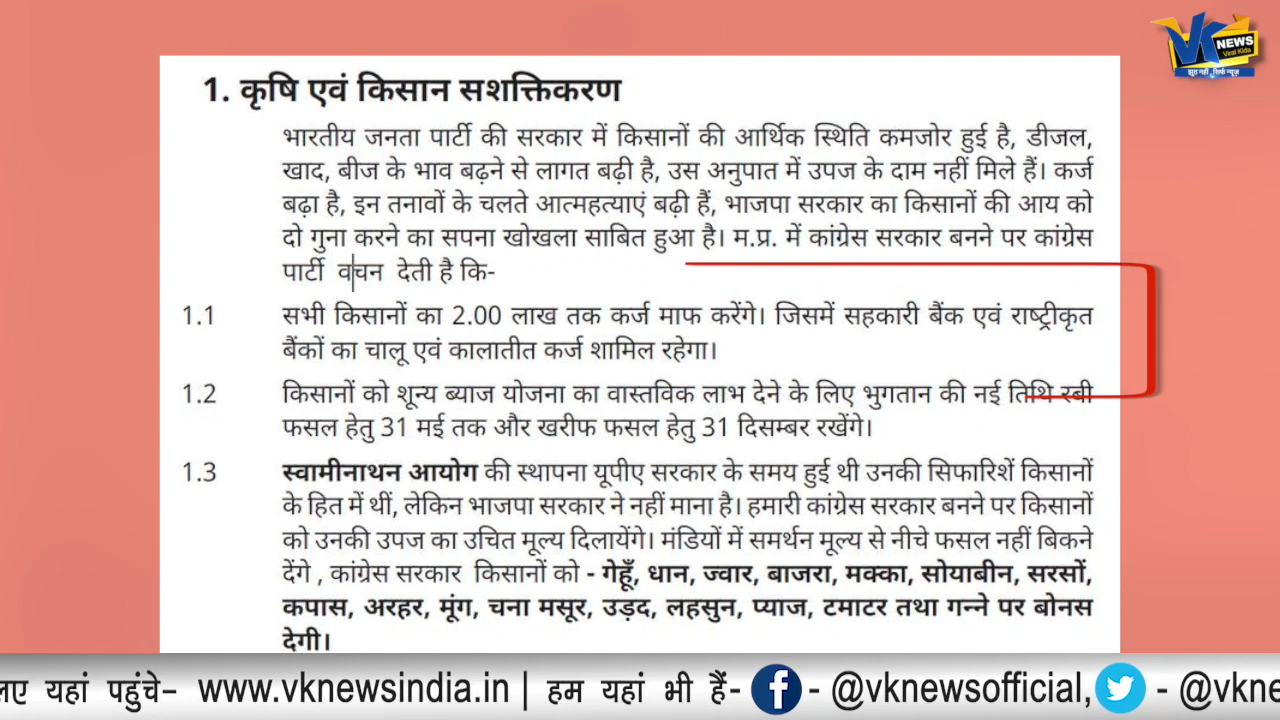 VK NEWS
Viral Kida
झूठ नहीं, सिर्फ न्यूज़
1. कृषि एवं किसान सशक्तिकरण
भारतीय जनता पार्टी की सरकार में किसानों की आर्थिक स्थिति कमजोर हुई है, डीजल,
खाद, बीज के भाव बढ़ने से लागत बढ़ी है, उस अनुपात में उपज के दाम नहीं मिले हैं। कर्ज
बढ़ा है, इन तनावों के चलते आत्महत्याएं बढ़ी हैं, भाजपा सरकार का किसानों की आय को
दो गुना करने का सपना खोखला साबित हुआ है। म.प्र. में कांग्रेस सरकार बनने पर कांग्रेस
पार्टी वचन देती है कि-
1.1 सभी किसानों का 2.00 लाख तक कर्ज माफ करेंगे। जिसमें सहकारी बैंक एवं राष्ट्रीकृत
बैंकों का चालू एवं कालातीत कर्ज शामिल रहेगा।
1.2 किसानों को शून्य ब्याज योजना का वास्तविक लाभ देने के लिए भुगतान की नई तिथि रबी
फसल हेतु 31 मई तक और खरीफ फसल हेतु 31 दिसम्बर रखेंगे।
1.3 स्वामीनाथन आयोग की स्थापना यूपीए सरकार के समय हुई थी उनकी सिफारिशें किसानों
के हित में थीं, लेकिन भाजपा सरकार ने नहीं माना है। हमारी कांग्रेस सरकार बनने पर किसानों
को उनकी उपज का उचित मूल्य दिलायेंगे। मंडियों में समर्थन मूल्य से नीचे फसल नहीं बिकने
देंगे , कांग्रेस सरकार किसानों को - गेहूँ, धान, ज्वार, बाजरा, मक्का, सोयाबीन, सरसों,
कपास, अरहर, मूंग, चना मसूर, उड़द, लहसुन, प्याज, टमाटर तथा गन्ने पर बोनस
देगी।
लए यहां पहुंचे- www.vknewsindia.in | हम यहां भी हैं- - @vknewsofficial, - @vkne